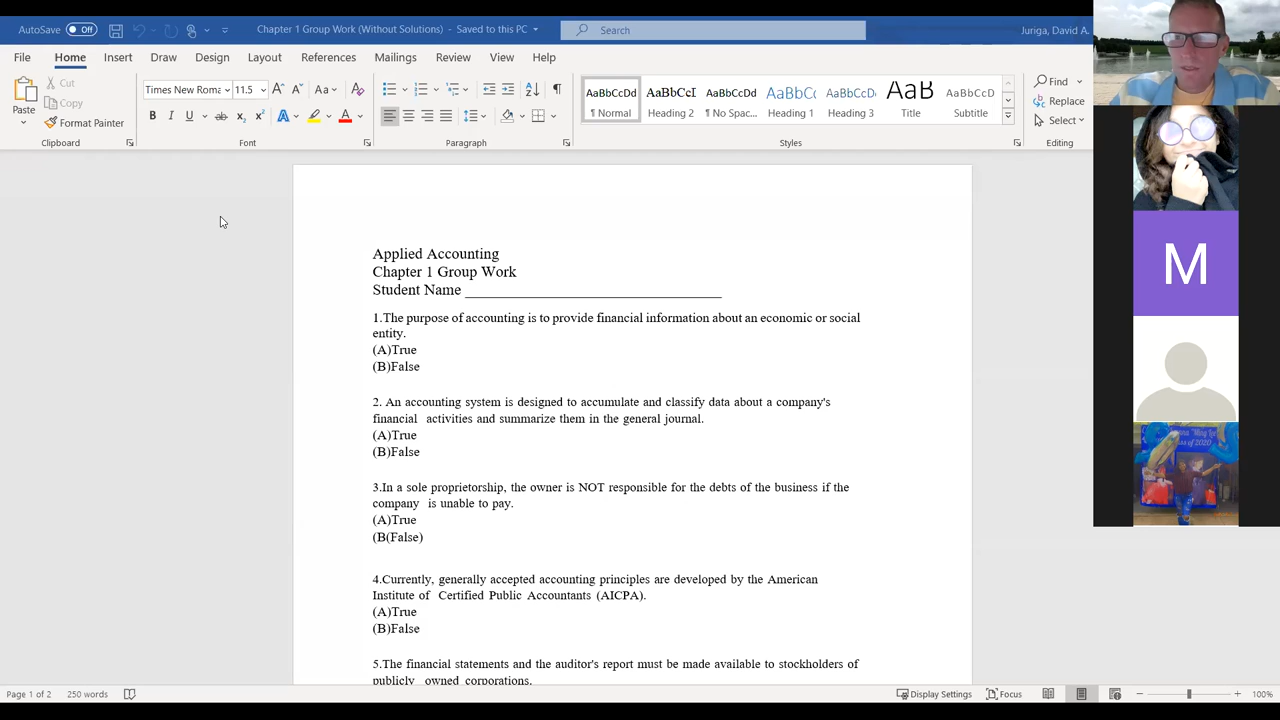 AutoSave Off Chapter 1 Group Work (Without Solutions) - Saved to this PC Search Juriga, David A.
File Home Insert Draw Design Layout References Mailings Review View Help
Paste Cut Copy Format Painter
Times New Roma 11.5
AaBbCcDd AaBbCcI AaBbCcDd AaBbCc AaBbCcD AaB AaBbCcD
¶ Normal Heading 2 ¶ No Spac... Heading 1 Heading 3 Title Subtitle
Find Replace Select
Clipboard Font Paragraph Styles Editing
Applied Accounting
Chapter 1 Group Work
Student Name
1.The purpose of accounting is to provide financial information about an economic or social
entity.
(A)True
(B)False
2. An accounting system is designed to accumulate and classify data about a company's
financial activities and summarize them in the general journal.
(A)True
(B)False
3.In a sole proprietorship, the owner is NOT responsible for the debts of the business if the
company is unable to pay.
(A)True
(B(False)
4.Currently, generally accepted accounting principles are developed by the American
Institute of Certified Public Accountants (AICPA).
(A)True
(B)False
5.The financial statements and the auditor's report must be made available to stockholders of
publicly owned corporations.
M
Page 1 of 2 250 words Display Settings Focus 100%